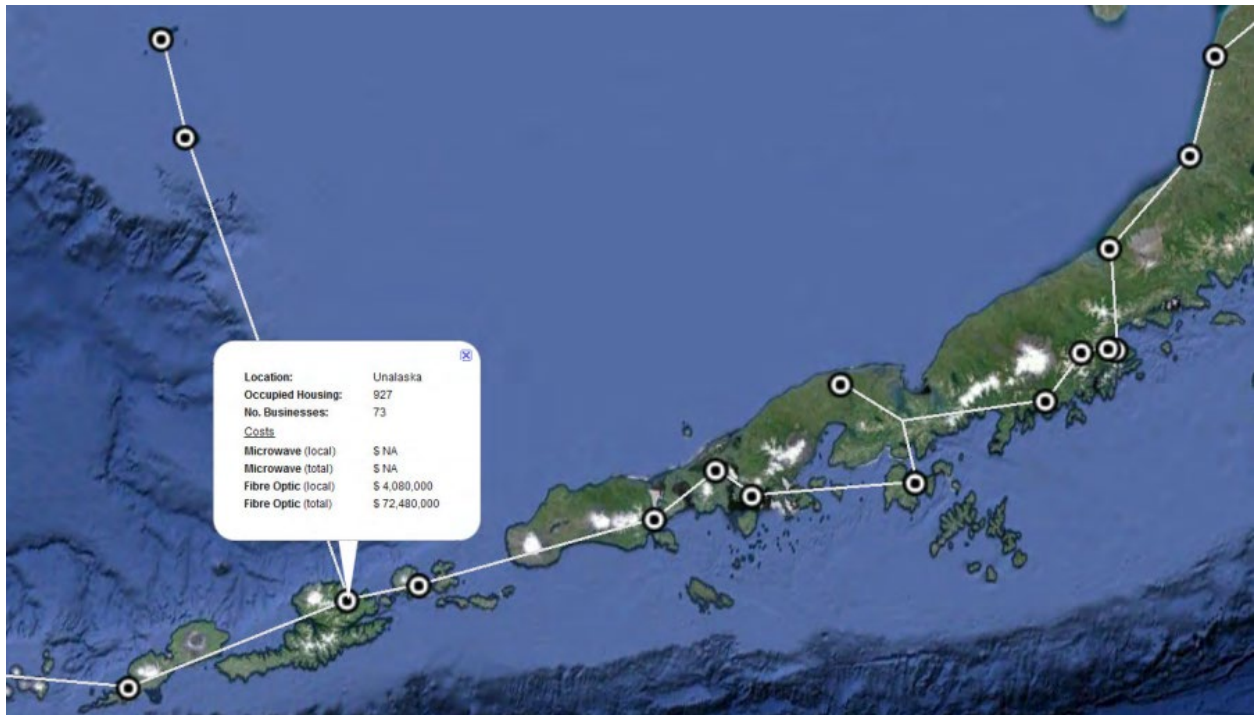 Location: Unalaska
Occupied Housing: 927
No. Businesses: 73
Costs
Microwave (local) $ NA
Microwave (total) $ NA
Fibre Optic (local) $ 4,080,000
Fibre Optic (total) $ 72,480,000